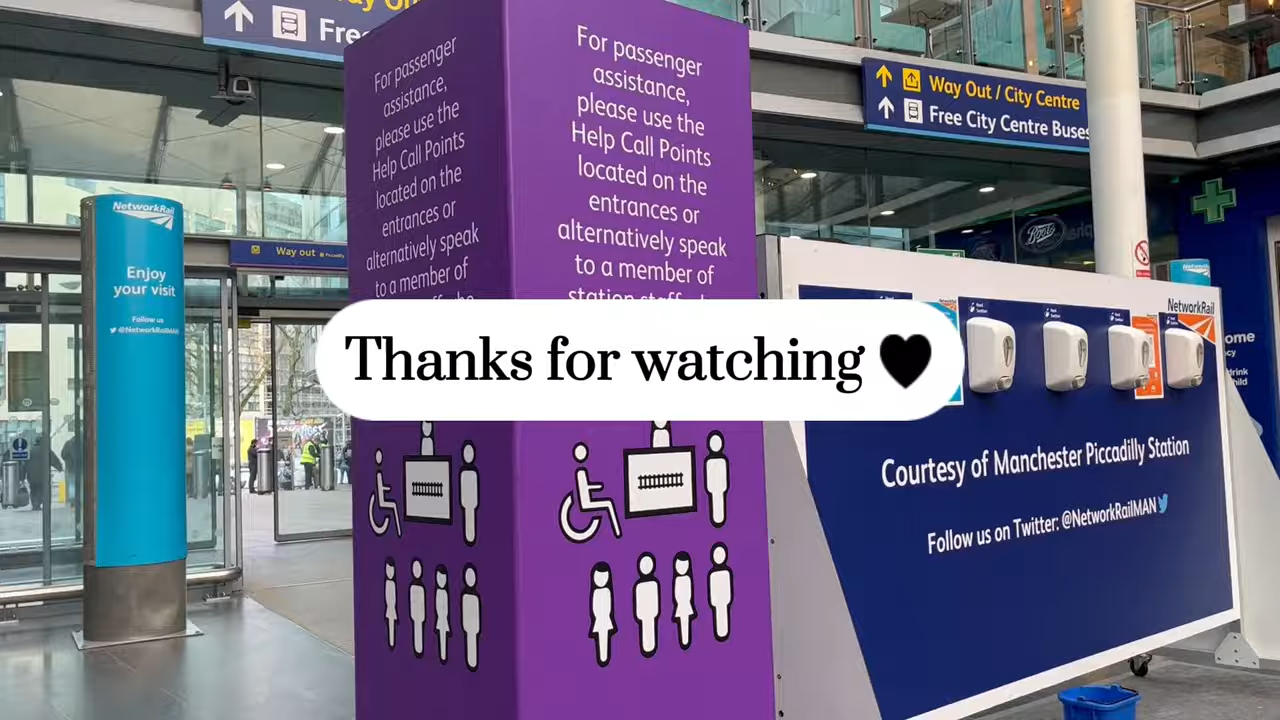 Way Out
Free
For passenger
assistance,
please use the
Help Call Points
located on the
entrances or
alternatively speak
to a member of
For passenger
assistance,
please use the
Help Call Points
located on the
entrances or
alternatively speak
to a member of
station staff
Way Out / City Centre
Free City Centre Buses
NetworkRail
Enjoy
your visit
Follow us
@NetworkRailMAN
Way out
Piccadilly
Boots
NetworkRail
Thanks for watching 🖤
Courtesy of Manchester Piccadilly Station
Follow us on Twitter: @NetworkRailMAN